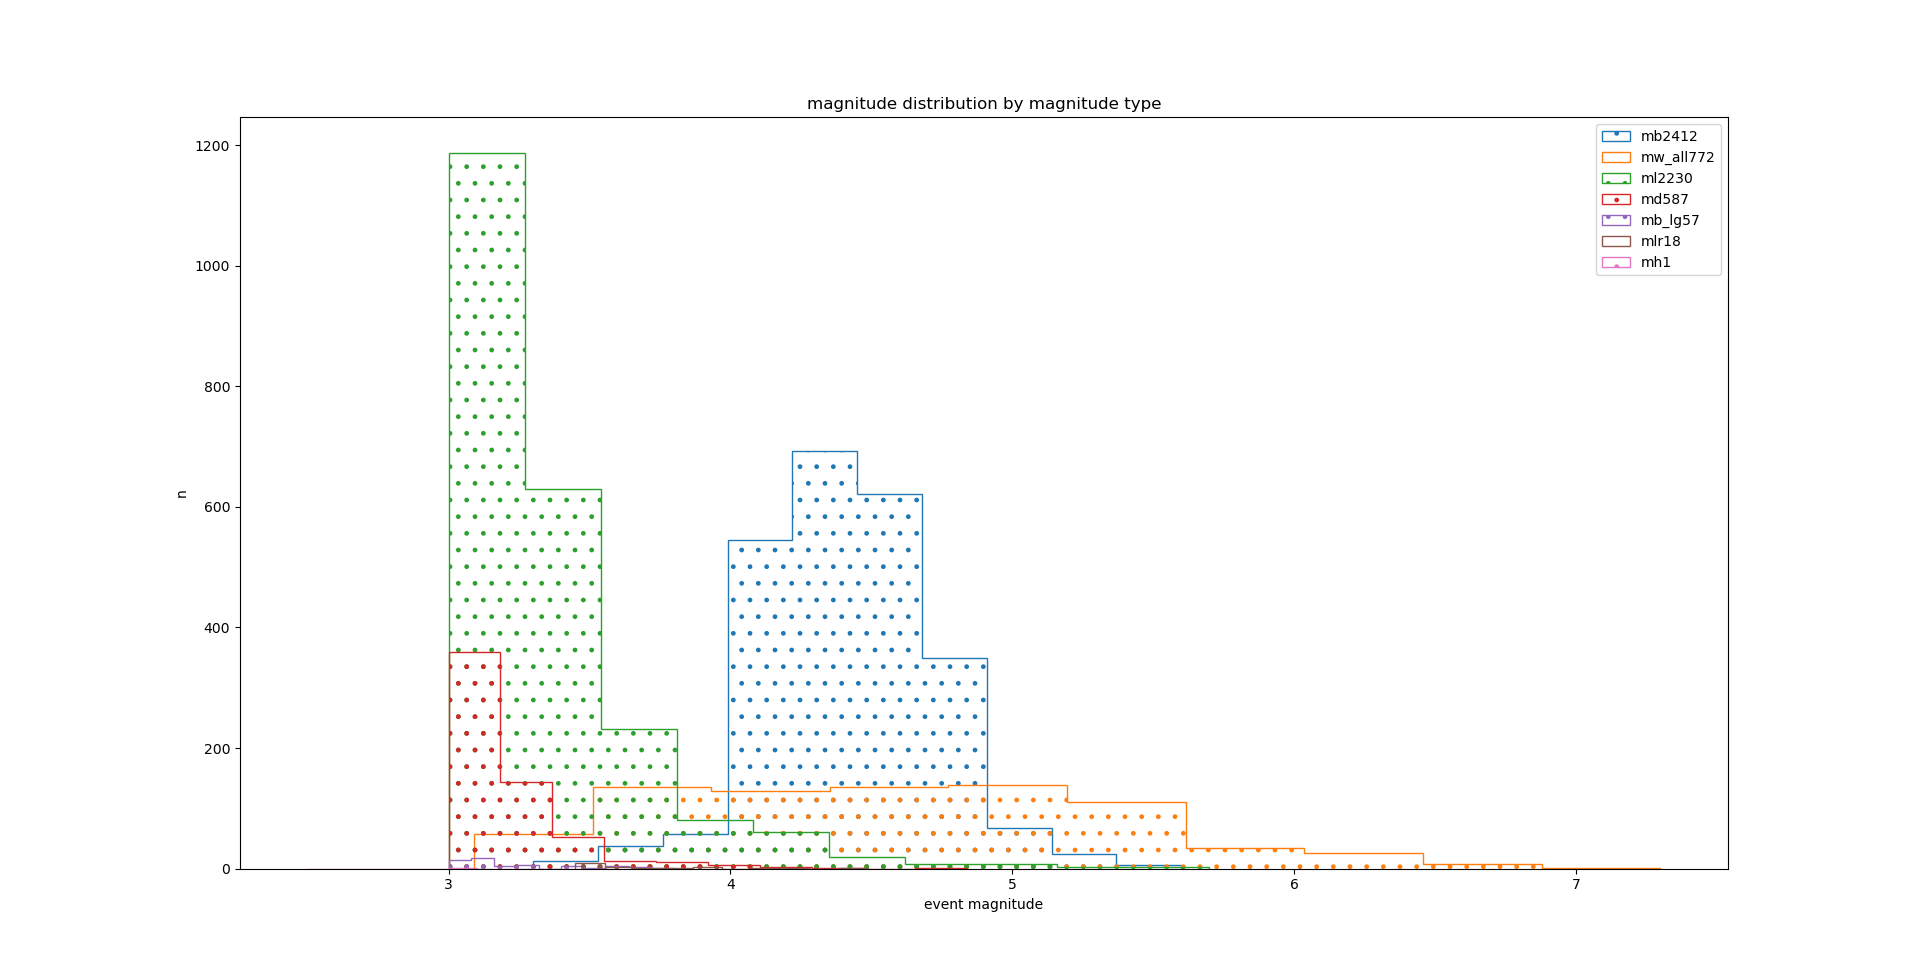 magnitude distribution by magnitude type
1200
1000
800
600
400
200
0
n
3 4 5 6 7
event magnitude
mb2412
mw_all772
ml2230
md587
mb_lg57
mlr18
mh1